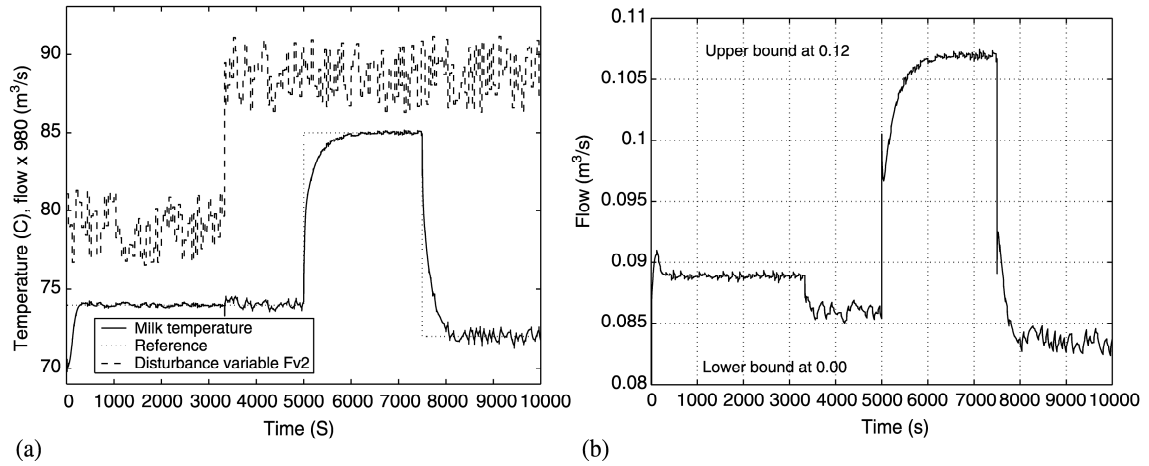 90
85
80
75
70
Temperature (C), flow x 980 (m³/s)
Milk temperature
Reference
Disturbance variable Fv2
0 1000 2000 3000 4000 5000 6000 7000 8000 9000 10000
Time (S)
(a)
0.11
0.105
0.1
0.095
0.09
0.085
0.08
Flow (m³/s)
Upper bound at 0.12
Lower bound at 0.00
0 1000 2000 3000 4000 5000 6000 7000 8000 9000 10000
Time (s)
(b)